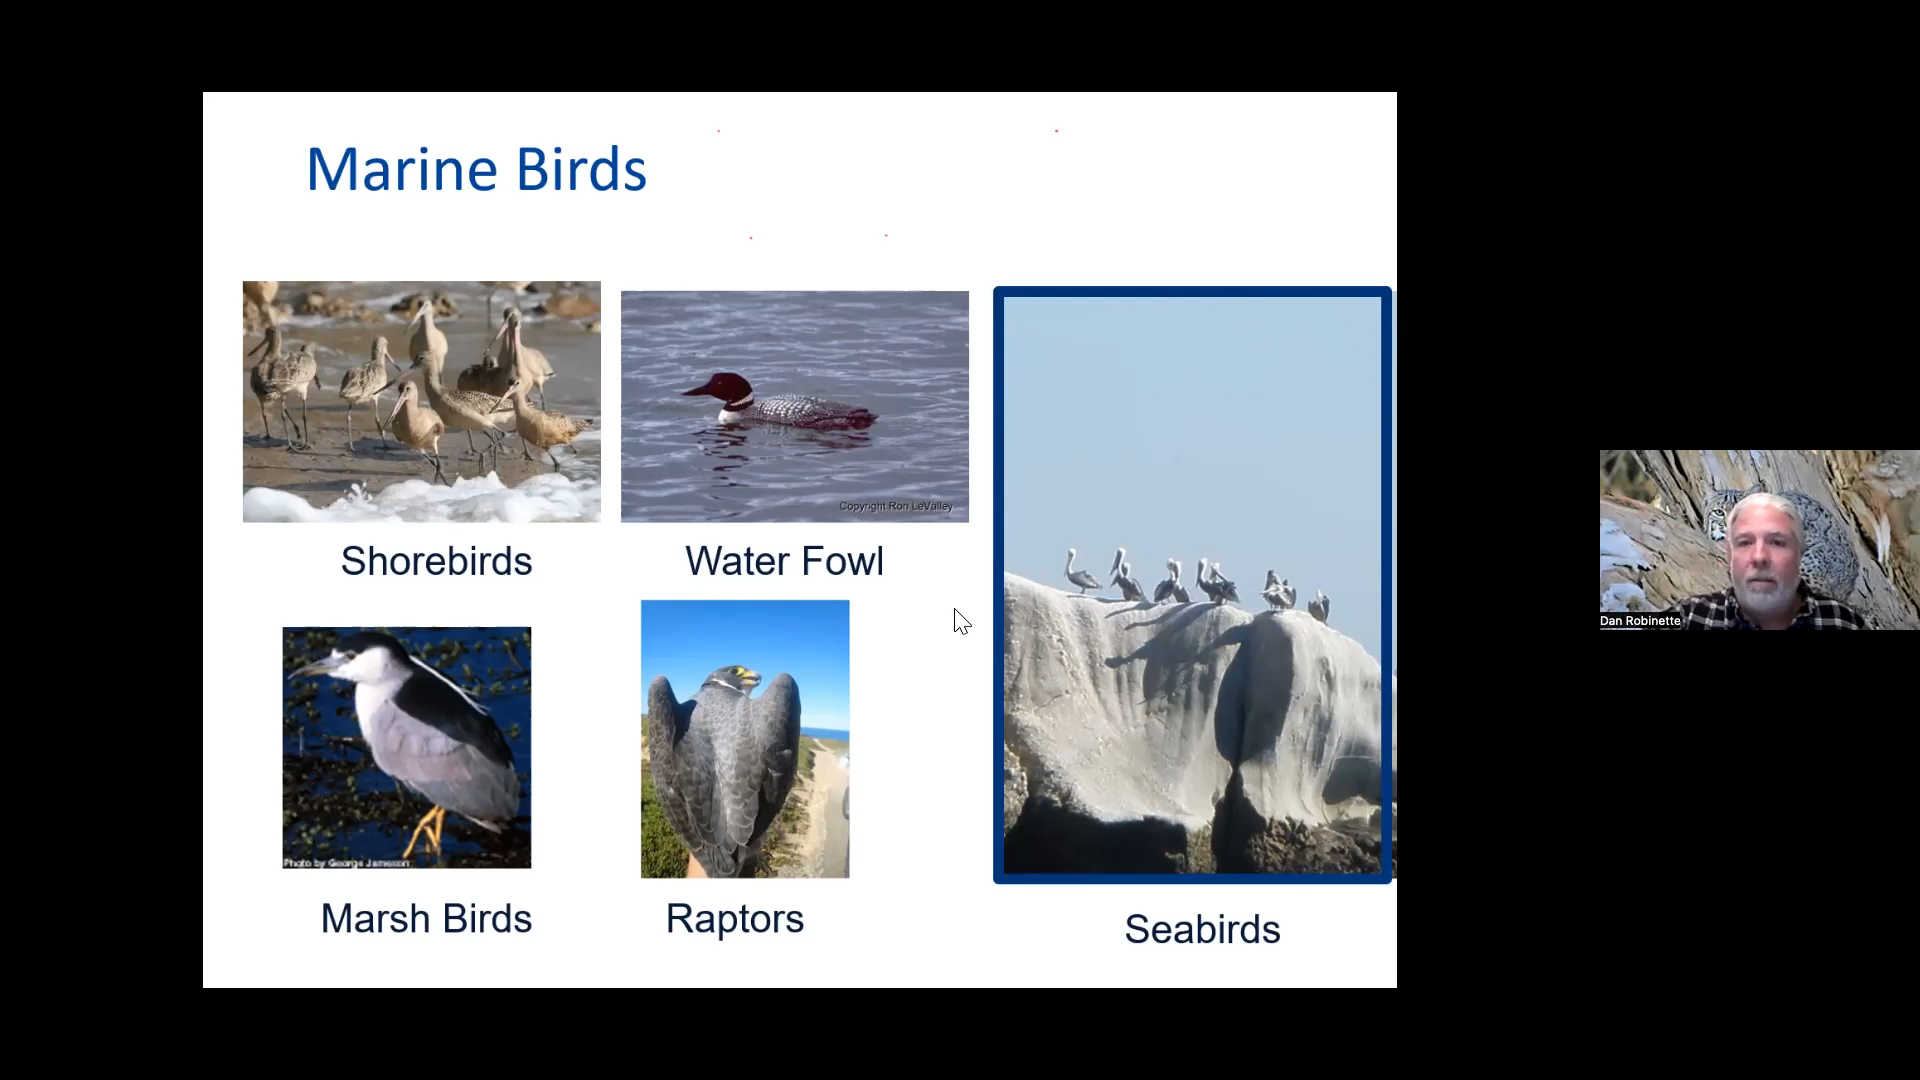 Marine Birds
Copyright Ron LeValley
Shorebirds
Water Fowl
Photo by George Jameson
Marsh Birds
Raptors
Seabirds
Dan Robinette